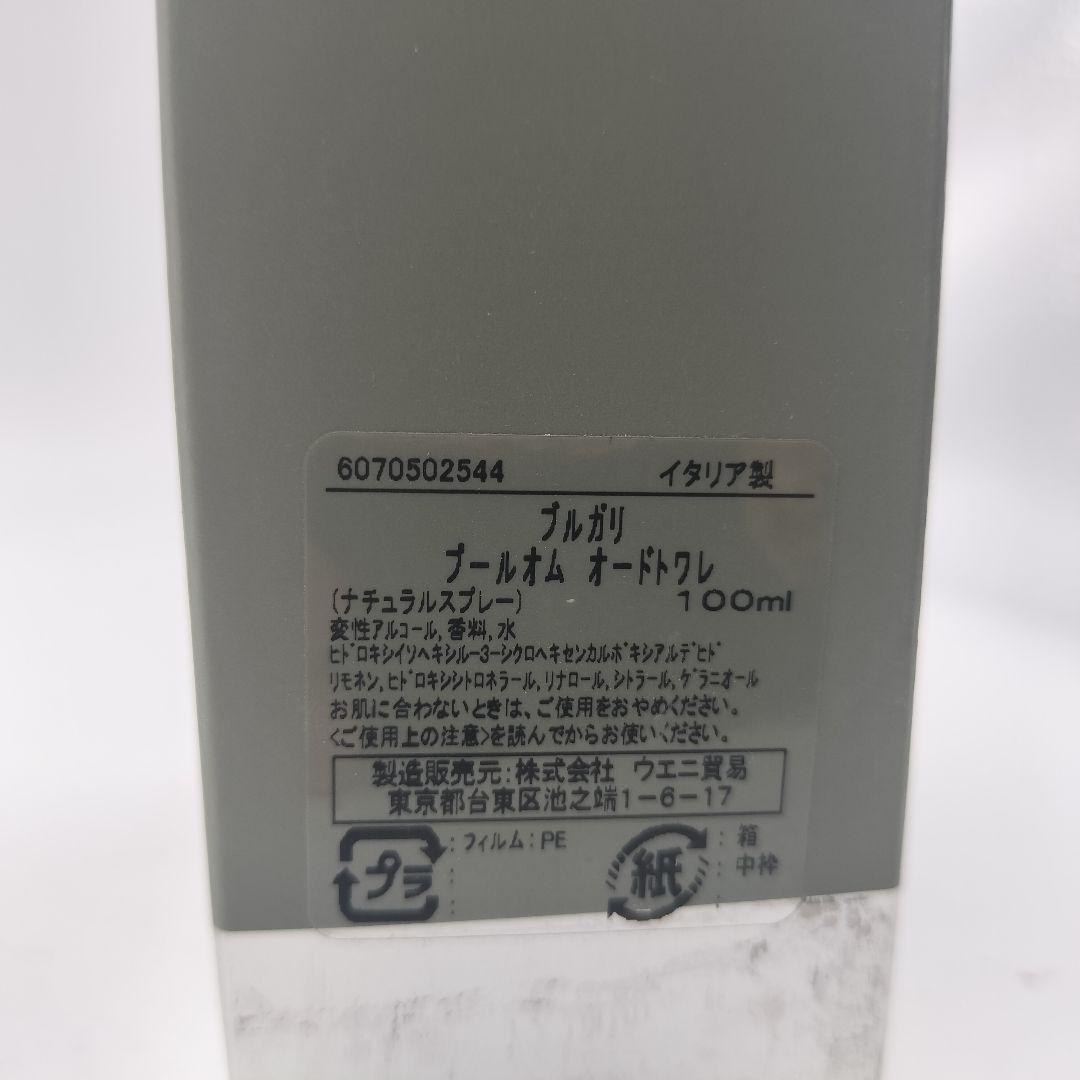 6070502544 イタリア製
ブルガリ
プールオム オードトワレ
(ナチュラルスプレー) 100ml
変性アルコール,香料,水
ヒドロキシイソヘキシル-3-シクロヘキセンカルボキシアルデヒド
リモネン,ヒドロキシシトロネラール,リナロール,シトラール,ゲラニオール
お肌に合わないときは、ご使用をおやめください。
<ご使用上の注意>を読んでからお使いください。
製造販売元:株式会社 ウエニ貿易
東京都台東区池之端1-6-17
プラ :フィルム:PE
紙 :箱
:中枠